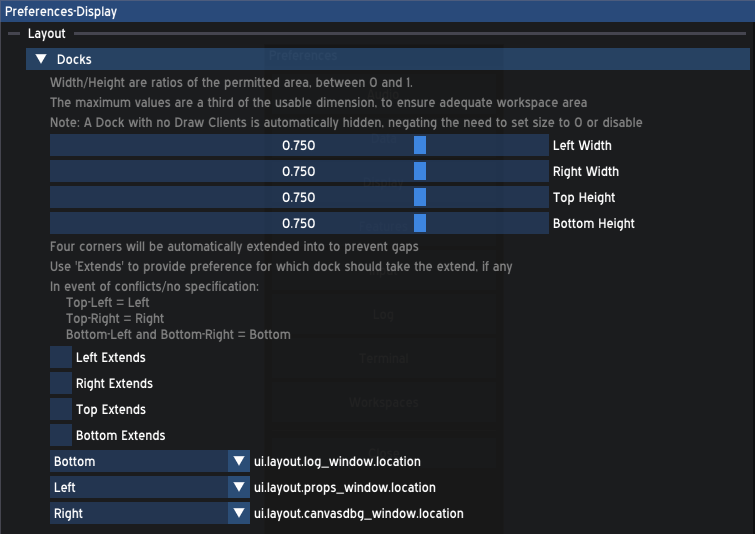 Preferences-Display
Layout
Docks
Preferences
Width/Height are ratios of the permitted area, between 0 and 1.
The maximum values are a third of the usable dimension, to ensure adequate workspace area
Note: A Dock with no Draw Clients is automatically hidden, negating the need to set size to 0 or disable
0.750 Left Width
0.750 Right Width
0.750 Top Height
0.750 Bottom Height
Four corners will be automatically extended into to prevent gaps
Use 'Extends' to provide preference for which dock should take the extend, if any
In event of conflicts/no specification:
Top-Left = Left
Top-Right = Right
Log
Bottom-Left and Bottom-Right = Bottom
Left Extends
Terminal
Right Extends
Workspaces
Top Extends
Bottom Extends
Bottom ui.layout.log_window.location
Left ui.layout.props_window.location
Right ui.layout.canvasdbg_window.location